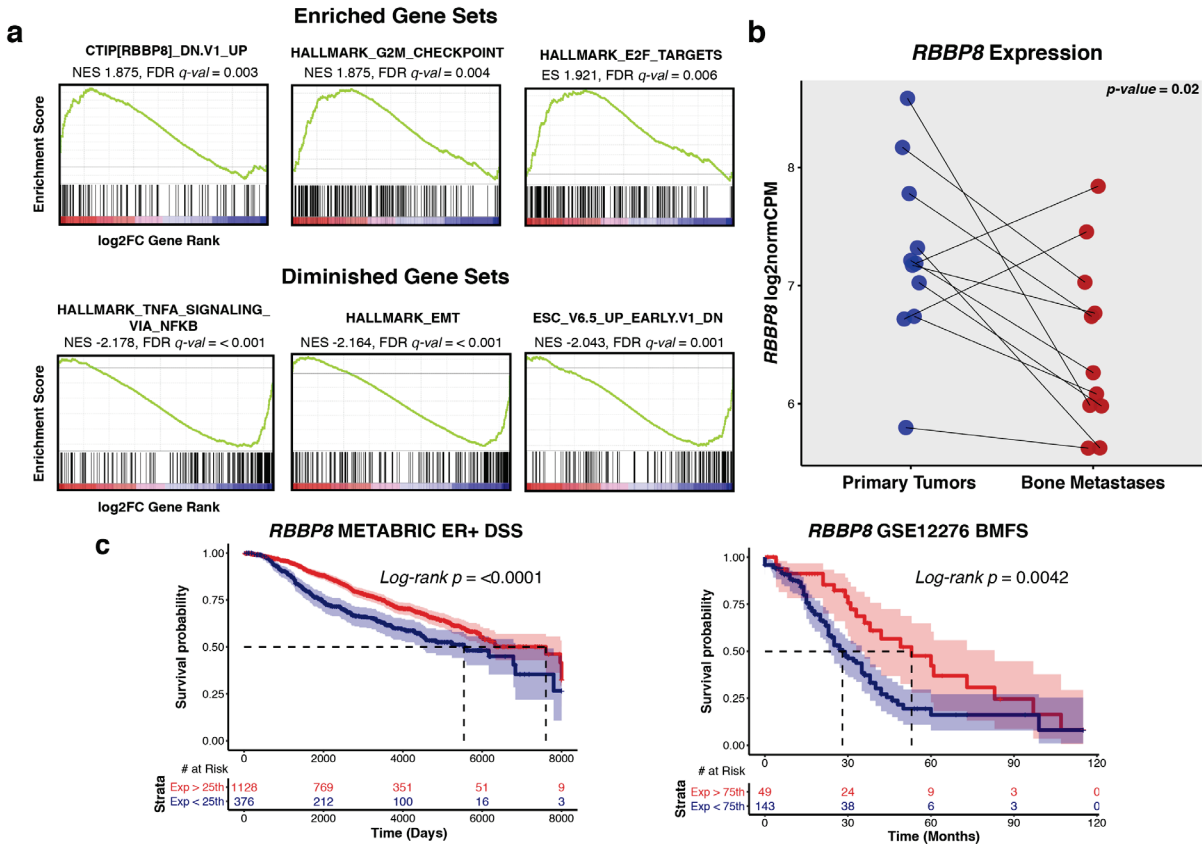 a
Enriched Gene Sets
CTIP[RBBP8]_DN.V1_UP
NES 1.875, FDR q-val = 0.003
HALLMARK_G2M_CHECKPOINT
NES 1.875, FDR q-val = 0.004
HALLMARK_E2F_TARGETS
ES 1.921, FDR q-val = 0.006
Enrichment Score
log2FC Gene Rank
Diminished Gene Sets
HALLMARK_TNFA_SIGNALING_
VIA_NFKB
NES -2.178, FDR q-val = < 0.001
HALLMARK_EMT
NES -2.164, FDR q-val = < 0.001
ESC_V6.5_UP_EARLY.V1_DN
NES -2.043, FDR q-val = 0.001
Enrichment Score
log2FC Gene Rank
b
RBBP8 Expression
p-value = 0.02
RBBP8 log2normCPM
8
7
6
Primary Tumors Bone Metastases
c
RBBP8 METABRIC ER+ DSS
Log-rank p = <0.0001
Survival probability
1.00
0.75
0.50
0.25
0.00
0 2000 4000 6000 8000
# at Risk
Strata
Exp > 25th 1128 769 351 51 9
Exp < 25th 376 212 100 16 3
0 2000 4000 6000 8000
Time (Days)
RBBP8 GSE12276 BMFS
Log-rank p = 0.0042
Survival probability
1.00
0.75
0.50
0.25
0.00
0 30 60 90 120
# at Risk
Strata
Exp > 75th 49 24 9 3 0
Exp < 75th 143 38 6 3 0
0 30 60 90 120
Time (Months)